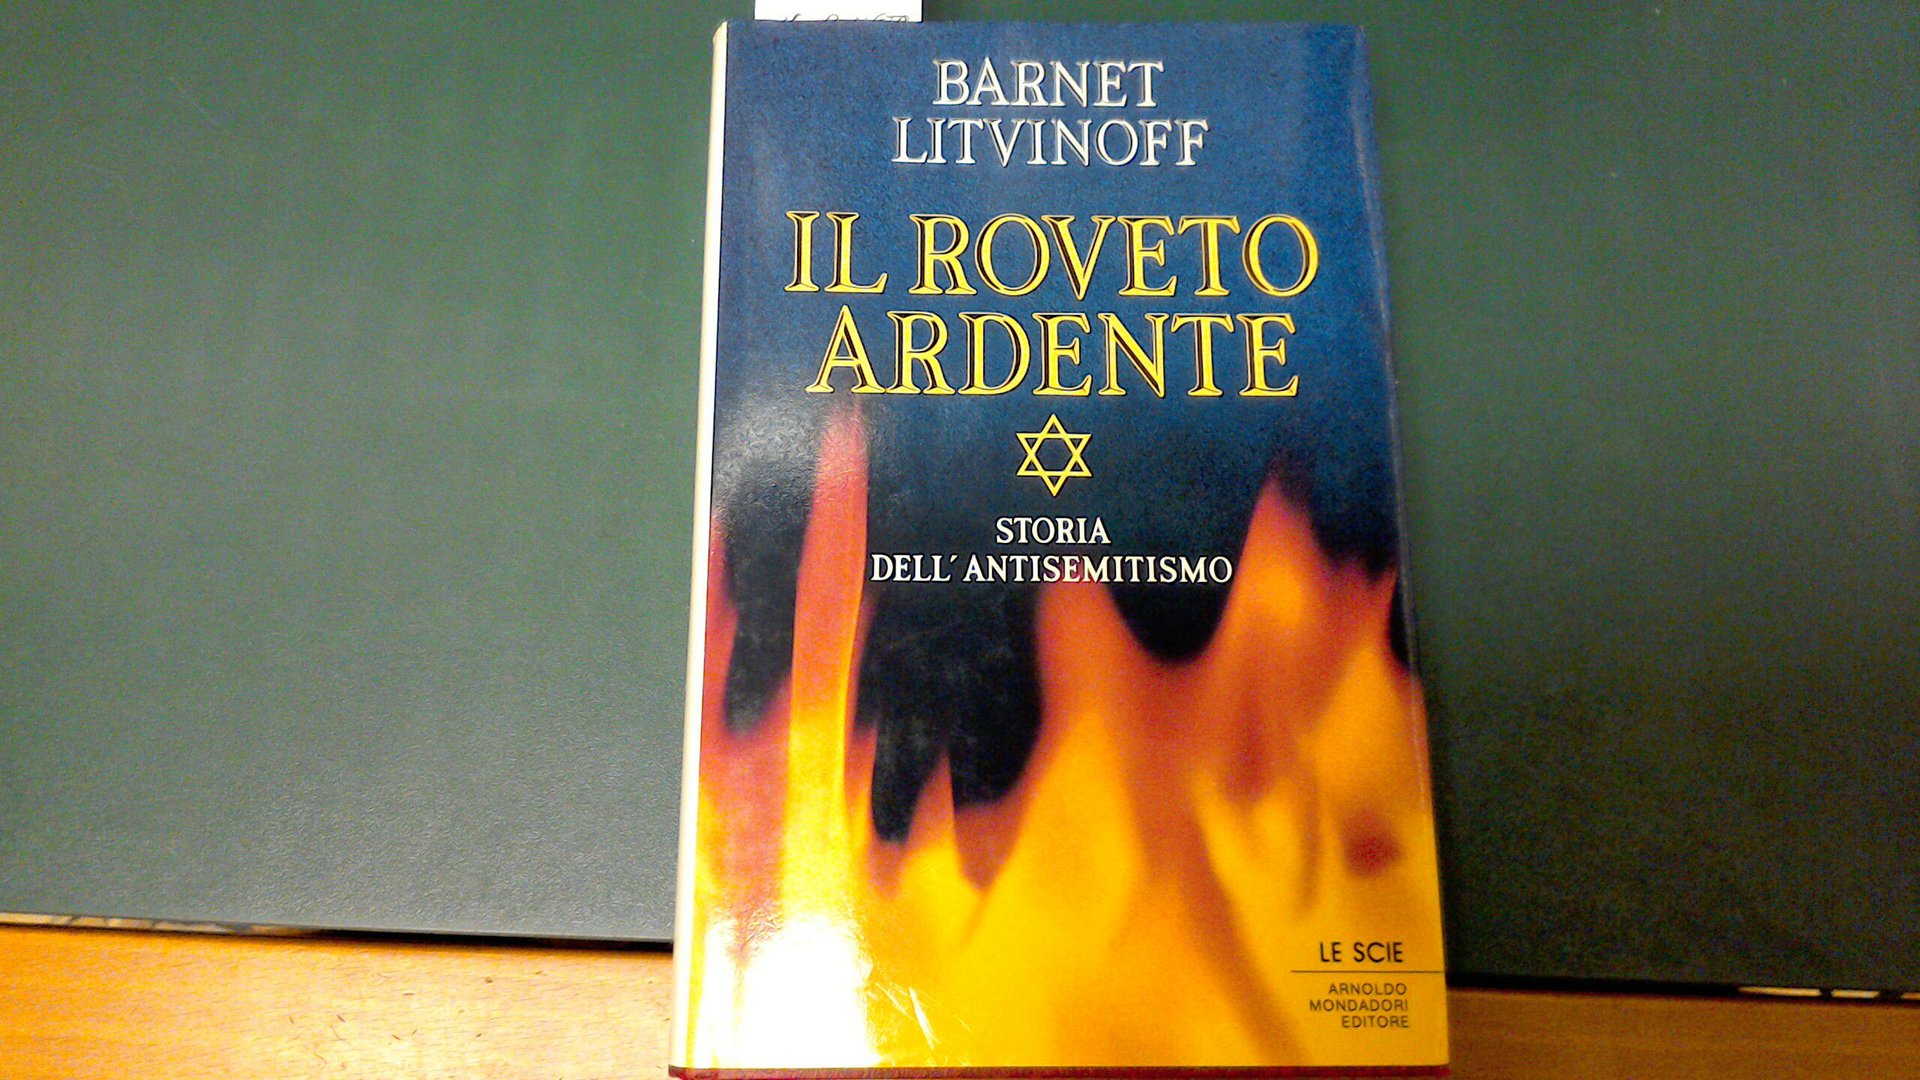 BARNET
LITVINOFF
IL ROVETO
ARDENTE
STORIA
DELL´ANTISEMITISMO
LE SCIE
ARNOLDO
MONDADORI
EDITORE